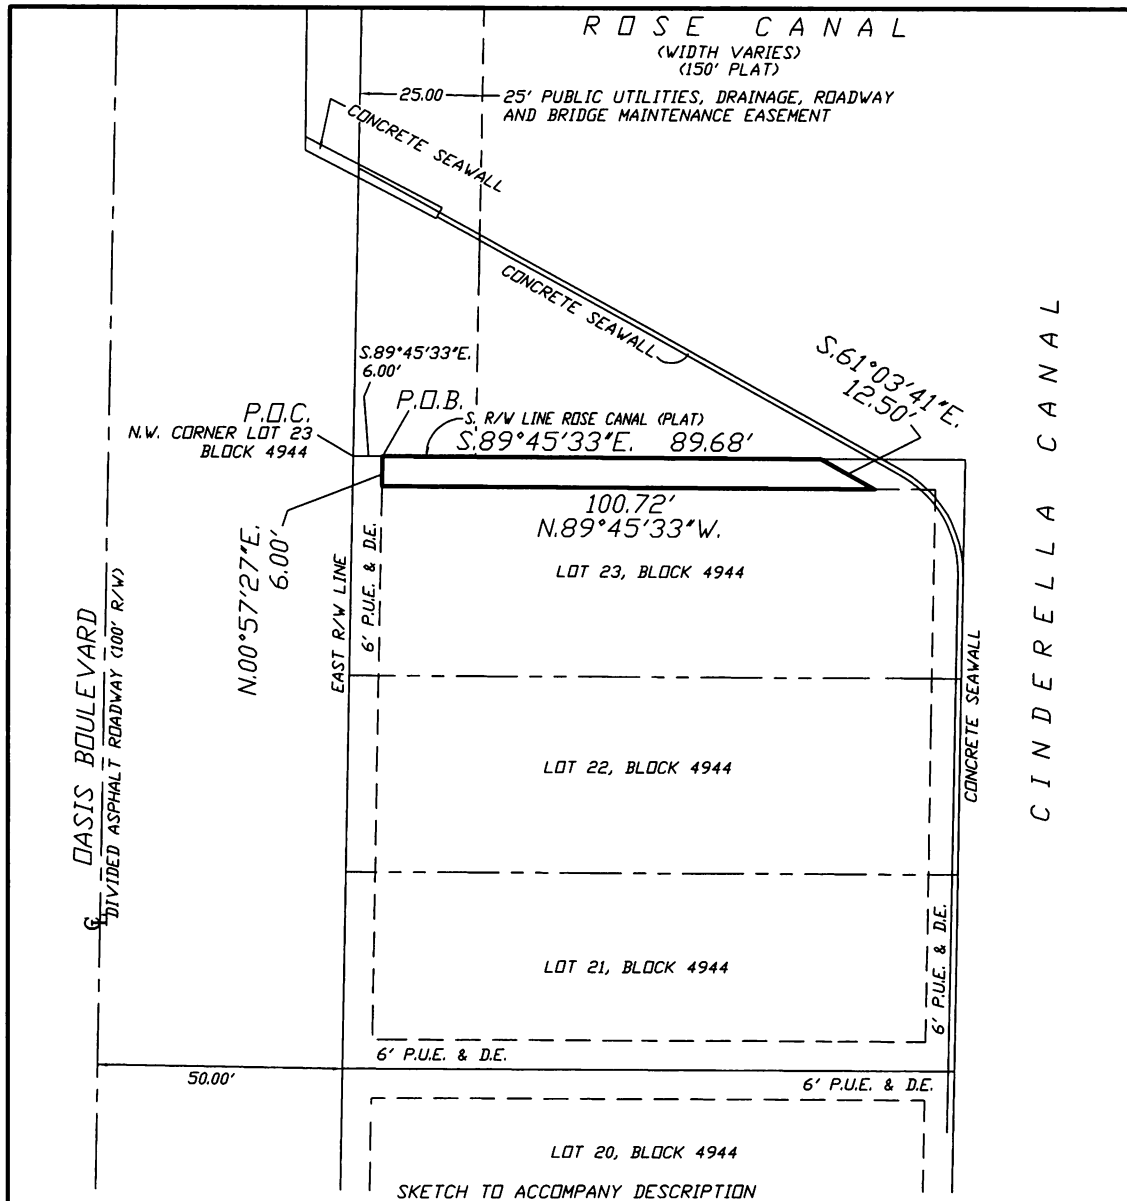 ROSE CANAL
(WIDTH VARIES)
(150' PLAT)
25.00
25' PUBLIC UTILITIES, DRAINAGE, ROADWAY
AND BRIDGE MAINTENANCE EASEMENT
CONCRETE SEAWALL
CONCRETE SEAWALL
S.61°03'41"E.
12.50'
S.89°45'33"E.
6.00'
P.O.C.
N.W. CORNER LOT 23
BLOCK 4944
P.O.B.
S. R/W LINE ROSE CANAL (PLAT)
S.89°45'33"E. 89.68'
100.72'
N.89°45'33"W.
N.00°57'27"E.
6.00'
CINDERELLA CANAL
LOT 23, BLOCK 4944
6' P.U.E. & D.E.
EAST R/W LINE
OASIS BOULEVARD
DIVIDED ASPHALT ROADWAY (100' R/W)
℄
CONCRETE SEAWALL
LOT 22, BLOCK 4944
LOT 21, BLOCK 4944
6' P.U.E. & D.E.
6' P.U.E. & D.E.
50.00'
6' P.U.E. & D.E.
LOT 20, BLOCK 4944
SKETCH TO ACCOMPANY DESCRIPTION